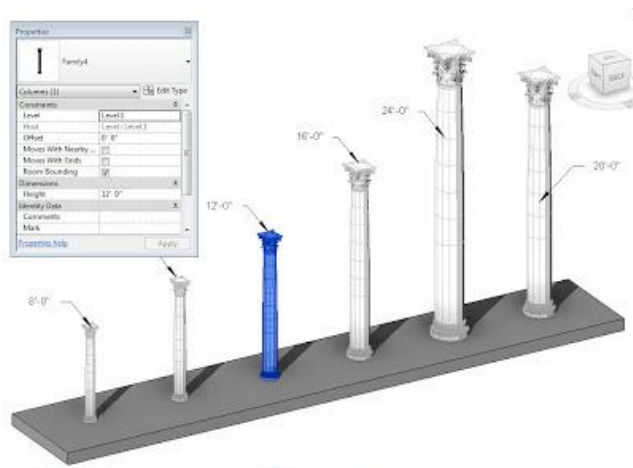 Properties
Family4
Columns (1)
Edit Type
Constraints
Level
Level 1
Host
Level : Level 1
Offset
0' 0"
Moves With Nearby ...
Moves With Grids
Room Bounding
Dimensions
Height
12' 0"
Identity Data
Comments
Mark
Properties help
Apply
8'-0"
12'-0"
16'-0"
24'-0"
20'-0"
BACK